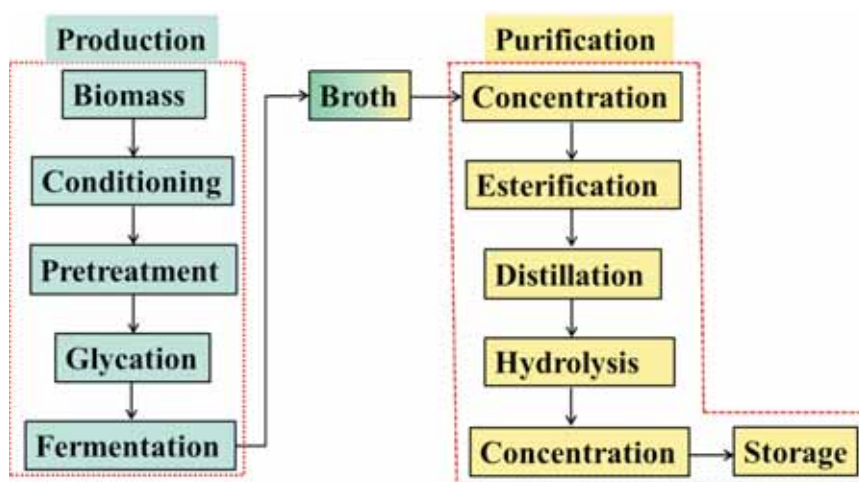 Production
Biomass
Conditioning
Pretreatment
Glycation
Fermentation
Broth
Purification
Concentration
Esterification
Distillation
Hydrolysis
Concentration
Storage